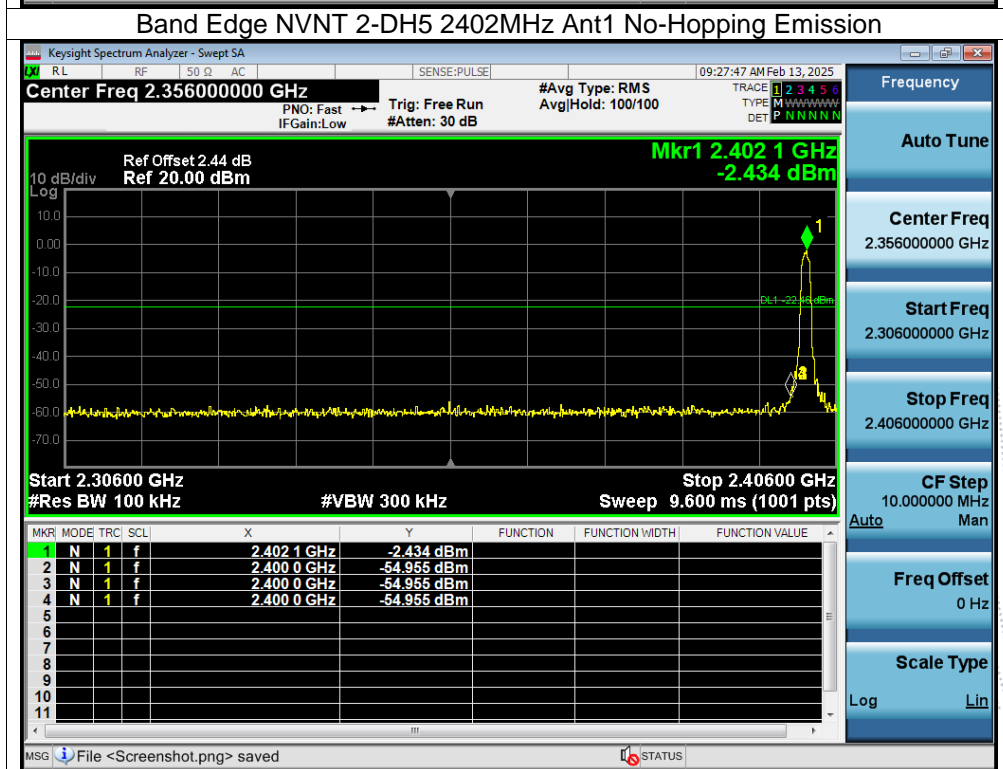 Band Edge NVNT 2-DH5 2402MHz Ant1 No-Hopping Emission
Keysight Spectrum Analyzer - Swept SA
LXI RL RF 50 Ω AC SENSE:PULSE 09:27:47 AM Feb 13, 2025
Center Freq 2.356000000 GHz #Avg Type: RMS TRACE 1 2 3 4 5 6
PNO: Fast Trig: Free Run Avg|Hold: 100/100 TYPE M WWWWW
IFGain:Low #Atten: 30 dB DET P N N N N N
Frequency
Auto Tune
Center Freq
2.356000000 GHz
Start Freq
2.306000000 GHz
Stop Freq
2.406000000 GHz
CF Step
10.000000 MHz
Auto Man
Freq Offset
0 Hz
Scale Type
Log Lin
Mkr1 2.402 1 GHz
-2.434 dBm
Ref Offset 2.44 dB
10 dB/div Ref 20.00 dBm
Log
10.0
0.00
-10.0
-20.0
-30.0
-40.0
-50.0
-60.0
-70.0
1
DL1 -22.46 dBm
Start 2.30600 GHz Stop 2.40600 GHz
#Res BW 100 kHz #VBW 300 kHz Sweep 9.600 ms (1001 pts)
MKR MODE TRC SCL X Y FUNCTION FUNCTION WIDTH FUNCTION VALUE
1 N 1 f 2.402 1 GHz -2.434 dBm
2 N 1 f 2.400 0 GHz -54.955 dBm
3 N 1 f 2.400 0 GHz -54.955 dBm
4 N 1 f 2.400 0 GHz -54.955 dBm
5
6
7
8
9
10
11
MSG File <Screenshot.png> saved STATUS